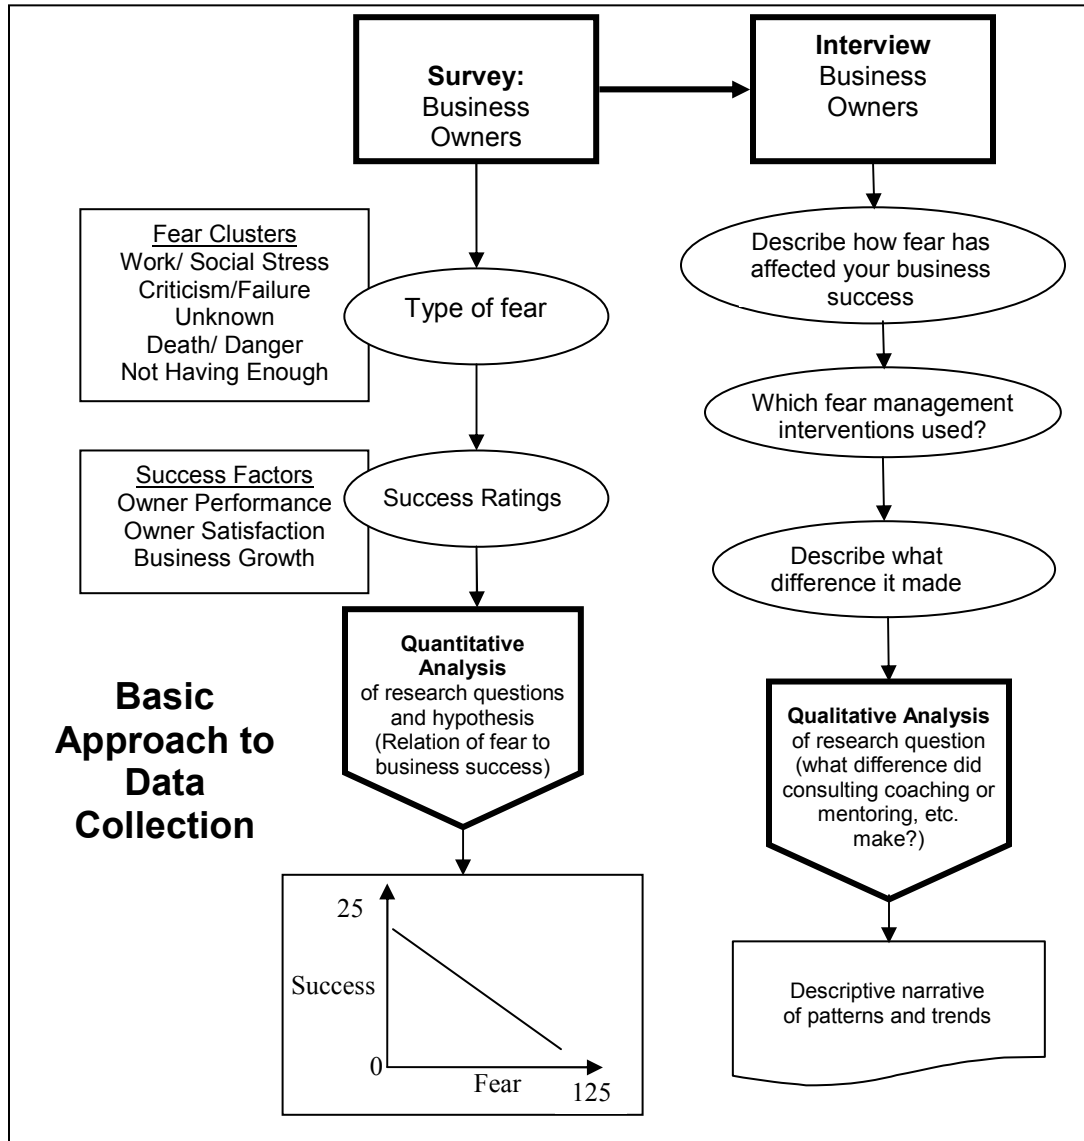 Survey:
Business
Owners
Interview
Business
Owners
Fear Clusters
Work/ Social Stress
Criticism/Failure
Unknown
Death/ Danger
Not Having Enough
Type of fear
Describe how fear has
affected your business
success
Which fear management
interventions used?
Success Factors
Owner Performance
Owner Satisfaction
Business Growth
Success Ratings
Describe what
difference it made
Quantitative
Analysis
of research questions
and hypothesis
(Relation of fear to
business success)
Qualitative Analysis
of research question
(what difference did
consulting coaching or
mentoring, etc.
make?)
Basic
Approach to
Data
Collection
25
Success
0
Fear
125
Descriptive narrative
of patterns and trends